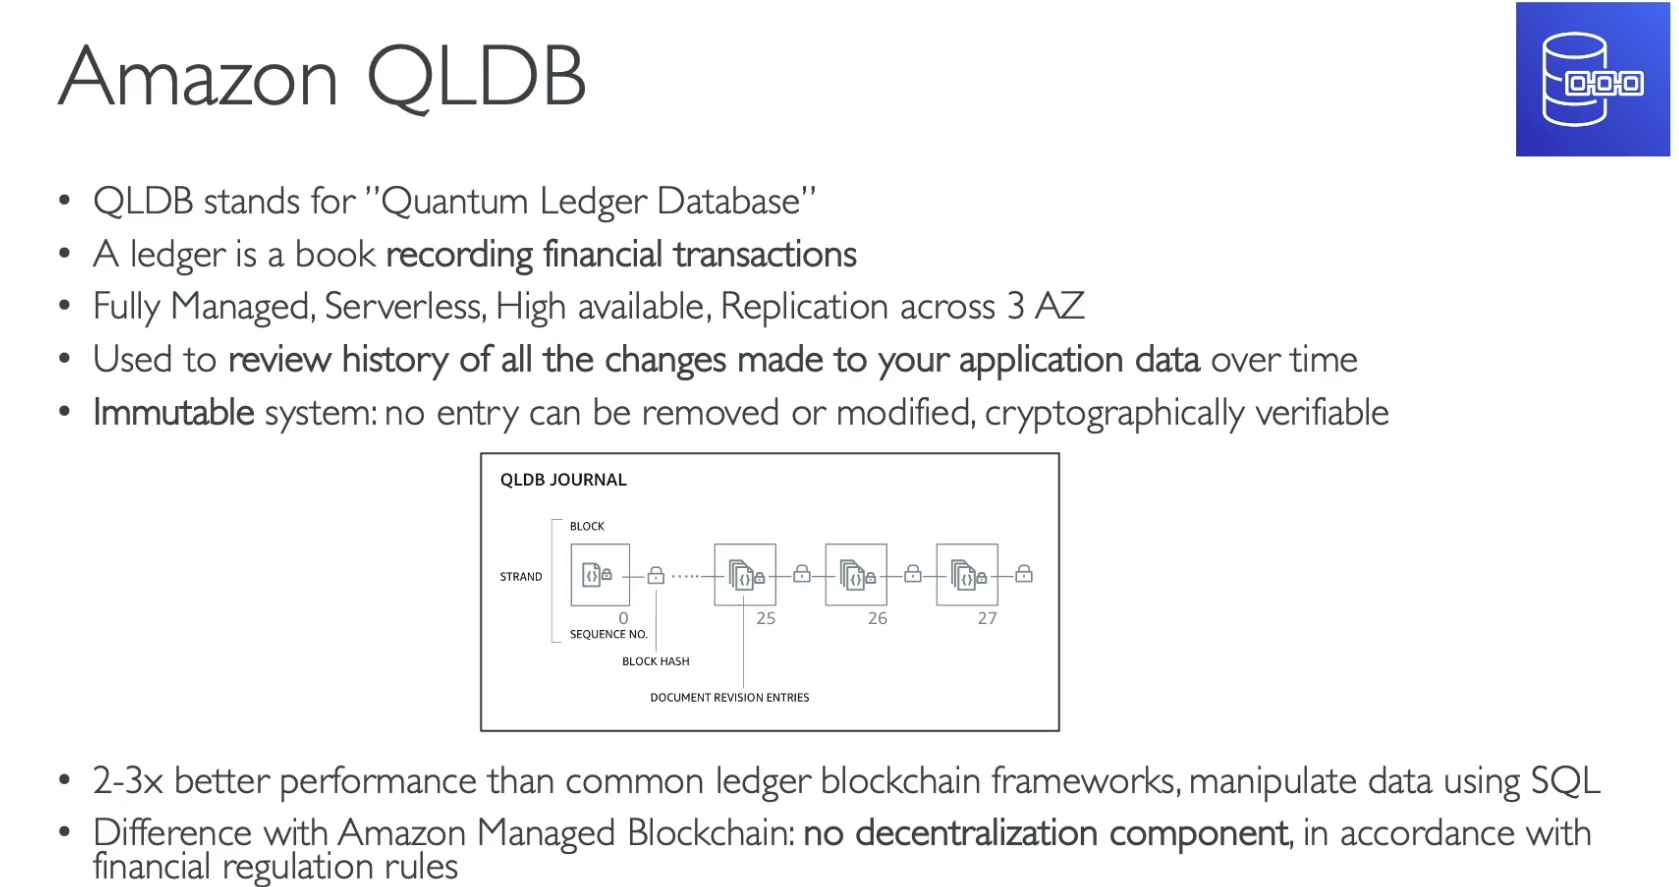 Amazon QLDB
• QLDB stands for ”Quantum Ledger Database”
• A ledger is a book recording financial transactions
• Fully Managed, Serverless, High available, Replication across 3 AZ
• Used to review history of all the changes made to your application data over time
• Immutable system: no entry can be removed or modified, cryptographically verifiable
QLDB JOURNAL
BLOCK
STRAND
0 25 26 27
SEQUENCE NO.
BLOCK HASH
DOCUMENT REVISION ENTRIES
• 2-3x better performance than common ledger blockchain frameworks, manipulate data using SQL
• Difference with Amazon Managed Blockchain: no decentralization component, in accordance with
financial regulation rules